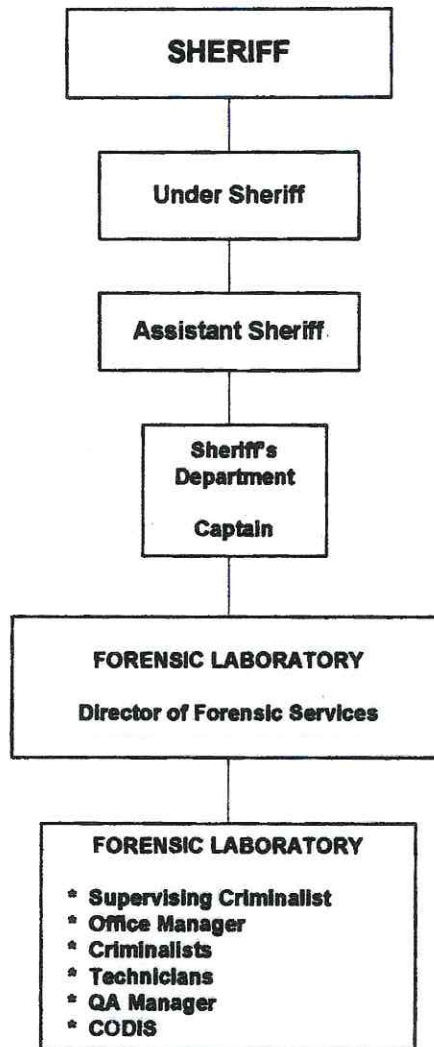 SHERIFF
Under Sheriff
Assistant Sheriff
Sheriff's
Department
Captain
FORENSIC LABORATORY
Director of Forensic Services
FORENSIC LABORATORY
* Supervising Criminalist
* Office Manager
* Criminalists
* Technicians
* QA Manager
* CODIS